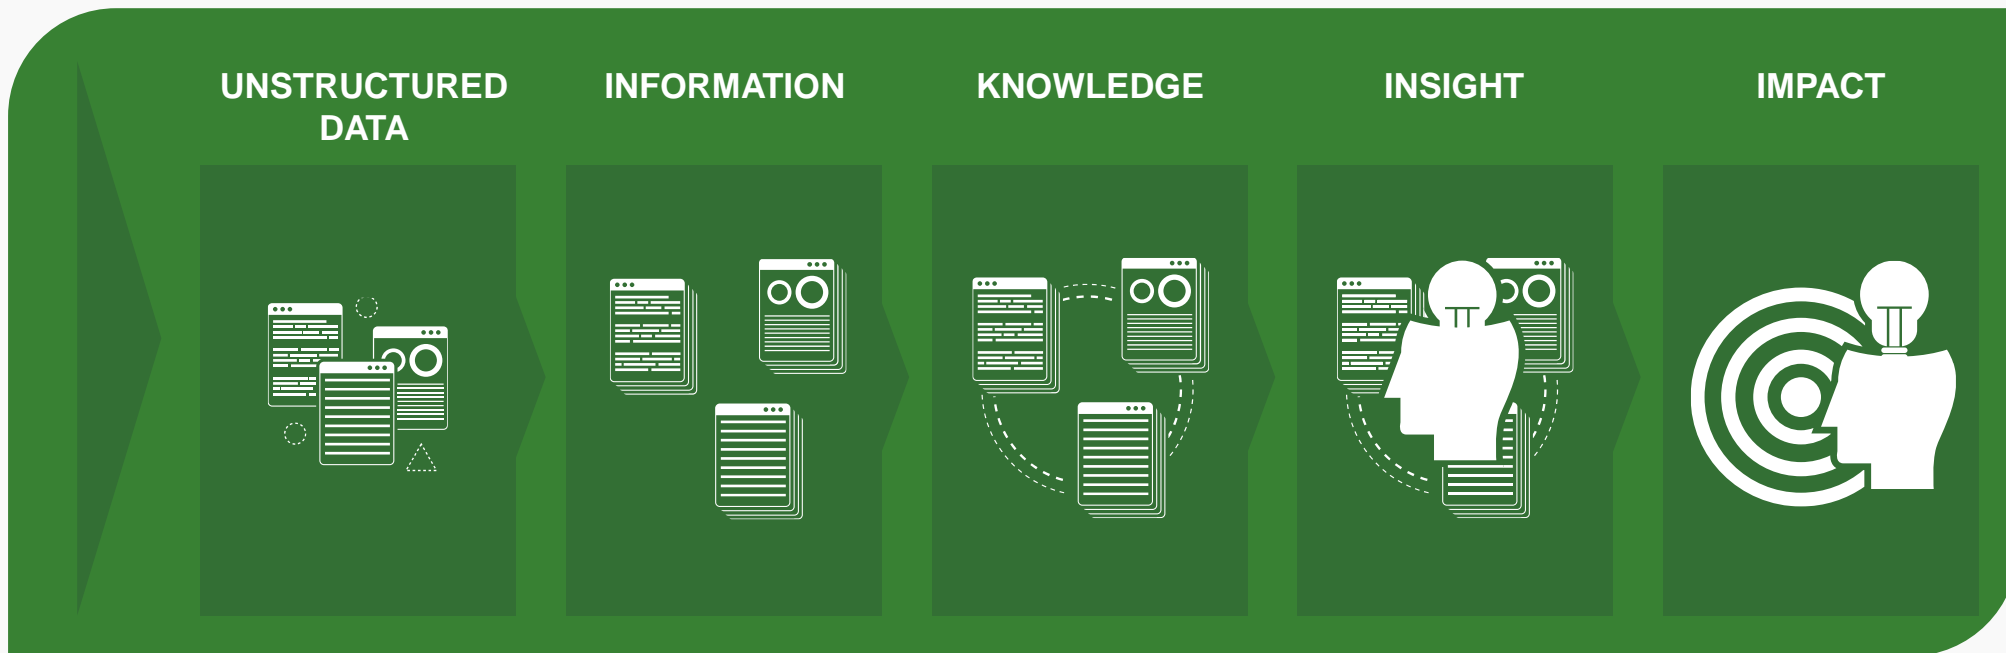 UNSTRUCTURED
DATA
INFORMATION
KNOWLEDGE
INSIGHT
IMPACT